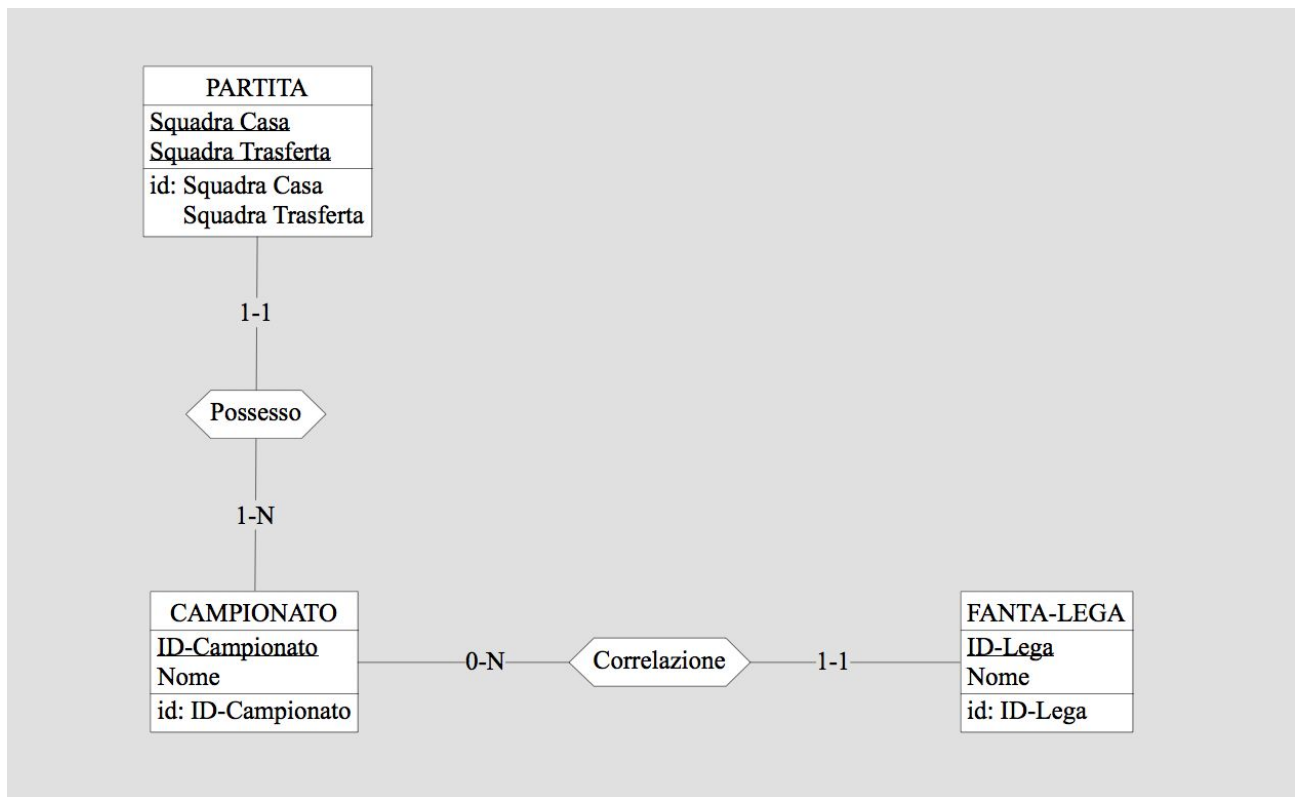 PARTITA
Squadra Casa
Squadra Trasferta
id: Squadra Casa
Squadra Trasferta
1-1
Possesso
1-N
CAMPIONATO
ID-Campionato
Nome
id: ID-Campionato
0-N
Correlazione
1-1
FANTA-LEGA
ID-Lega
Nome
id: ID-Lega